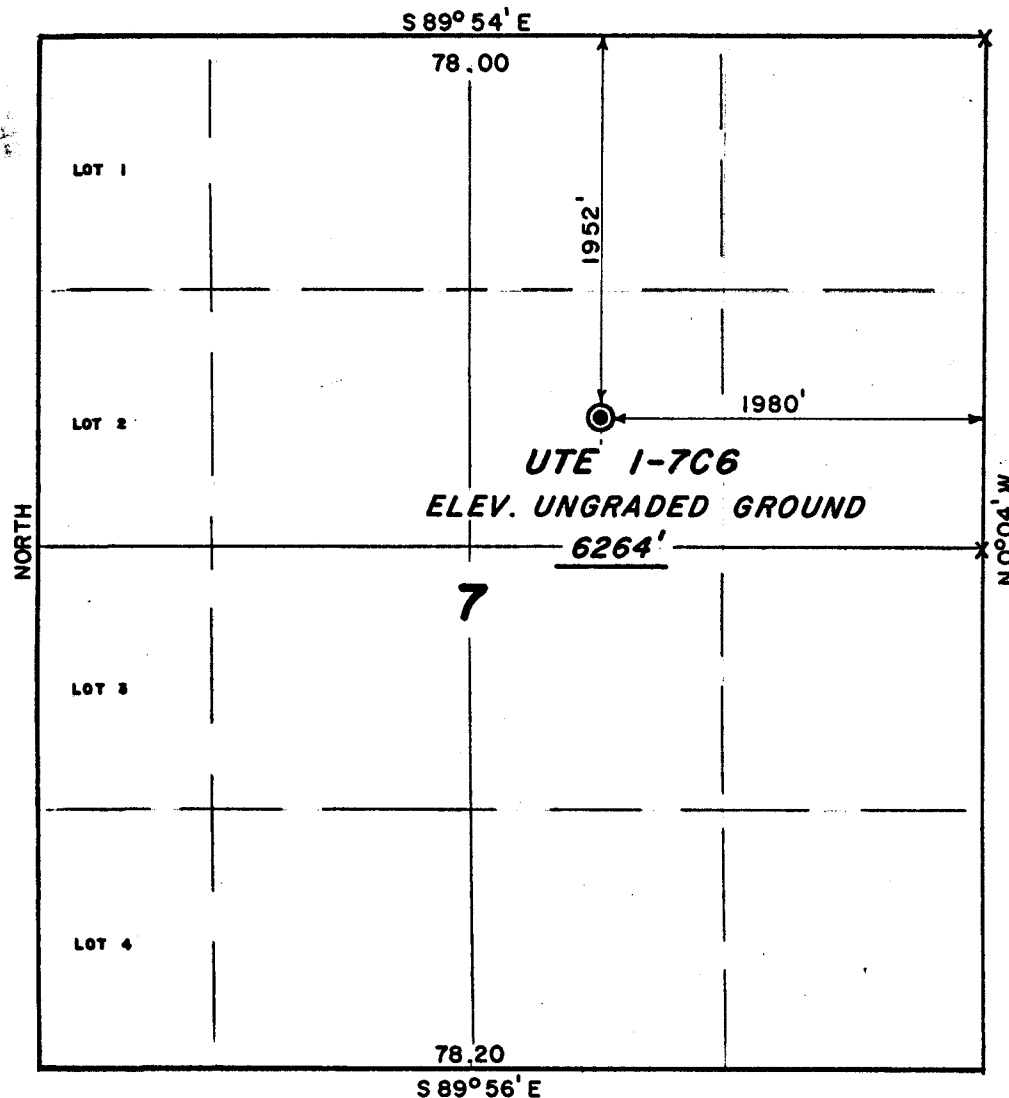 S 89° 54' E
78.00
LOT 1
1952'
LOT 2
1980'
UTE 1-7C6
ELEV. UNGRADED GROUND
6264'
NORTH
N 0° 04' W
7
LOT 3
LOT 4
78.20
S 89° 56' E